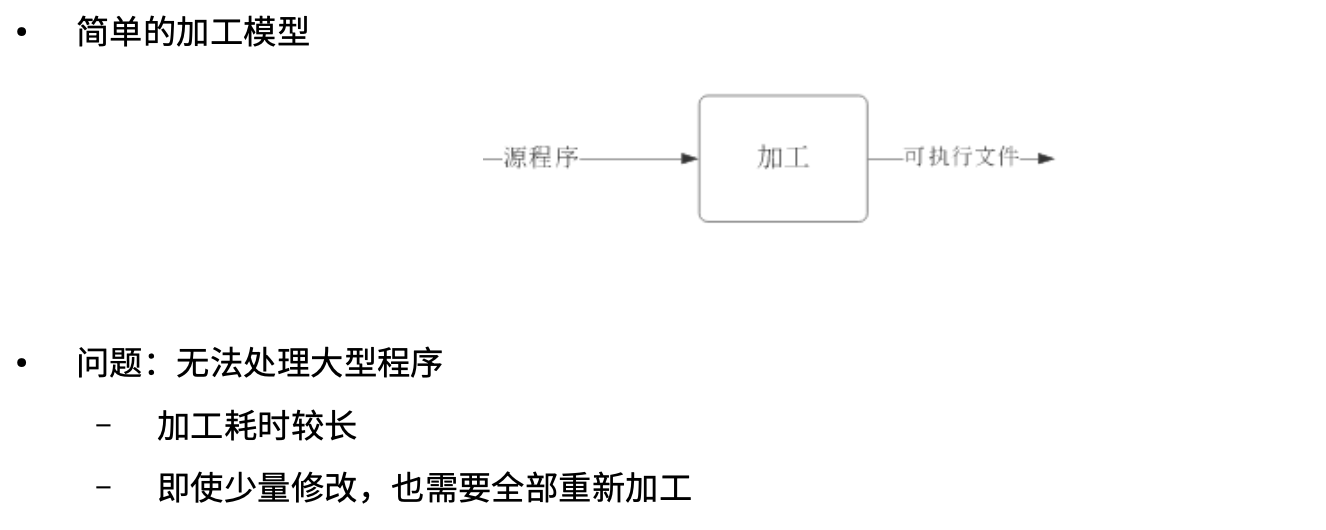 • 简单的加工模型
源程序 加工 可执行文件
• 问题：无法处理大型程序
– 加工耗时较长
– 即使少量修改，也需要全部重新加工